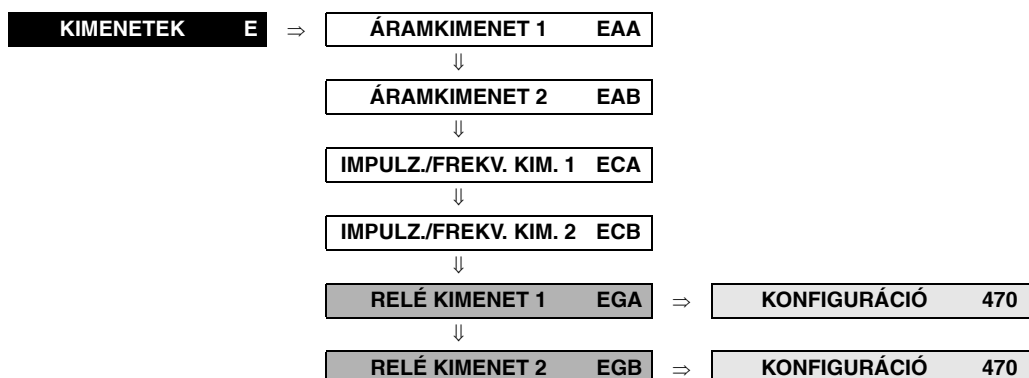 KIMENETEK E ⇒ ÁRAMKIMENET 1 EAA
⇓
ÁRAMKIMENET 2 EAB
⇓
IMPULZ./FREKV. KIM. 1 ECA
⇓
IMPULZ./FREKV. KIM. 2 ECB
⇓
RELÉ KIMENET 1 EGA ⇒ KONFIGURÁCIÓ 470
⇓
RELÉ KIMENET 2 EGB ⇒ KONFIGURÁCIÓ 470